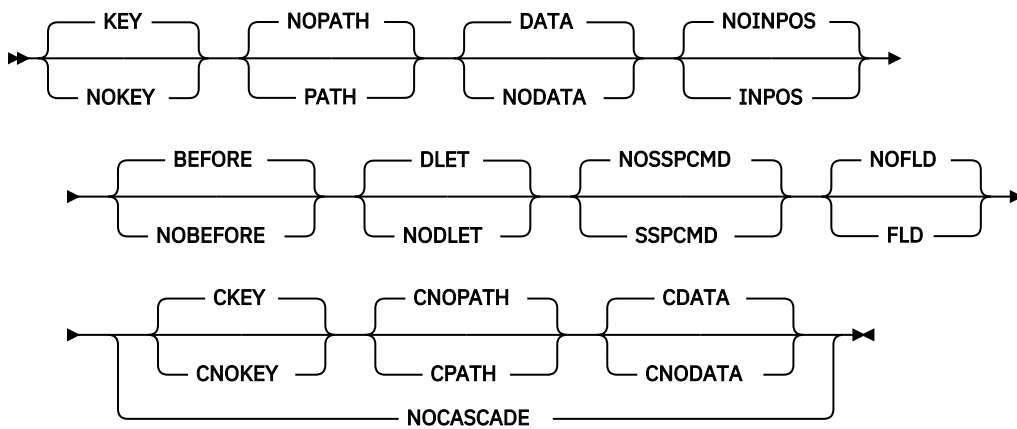 KEY NOPATH DATA NOINPOS
NOKEY PATH NODATA INPOS
BEFORE DLET NOSSPCMD NOFLD
NOBEFORE NODLET SSPCMD FLD
CKEY CNOPATH CDATA
CNOKEY CPATH CNODATA
NOCASCADE